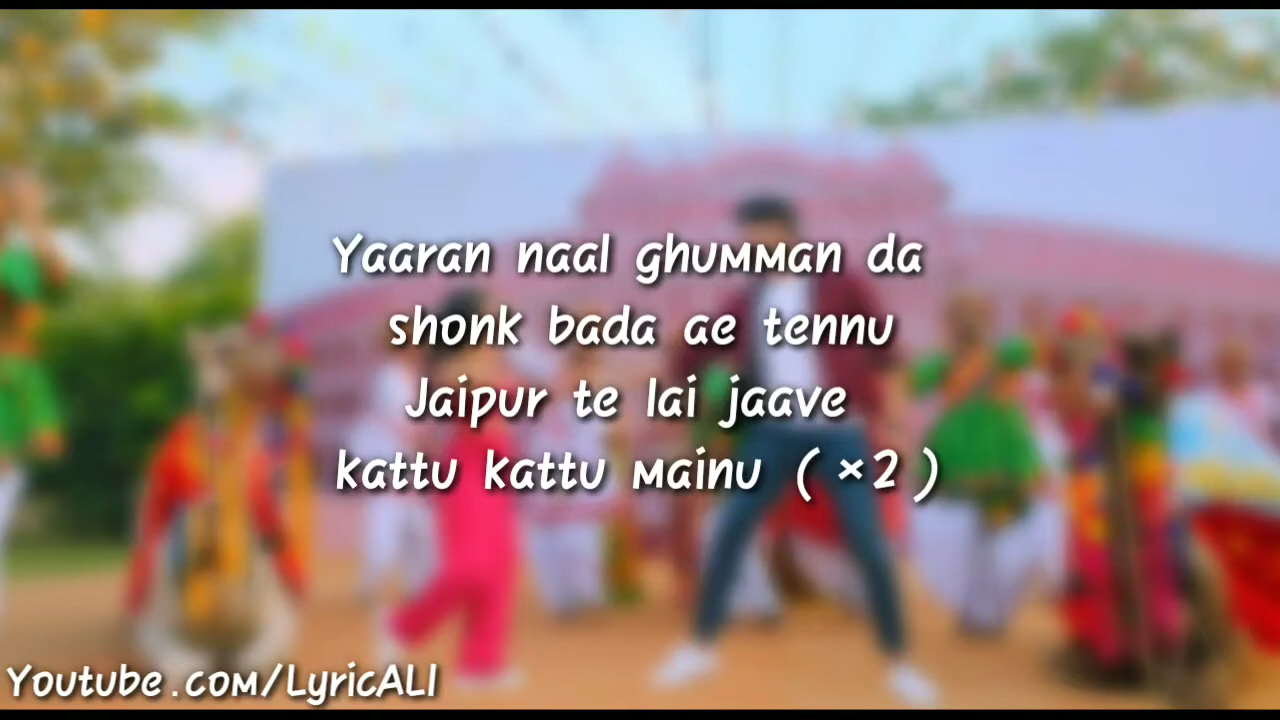 Yaaran naal ghumman da
shonk bada ae tennu
Jaipur te lai jaave
kattu kattu mainu ( ×2 )
Youtube.com/LyricALI